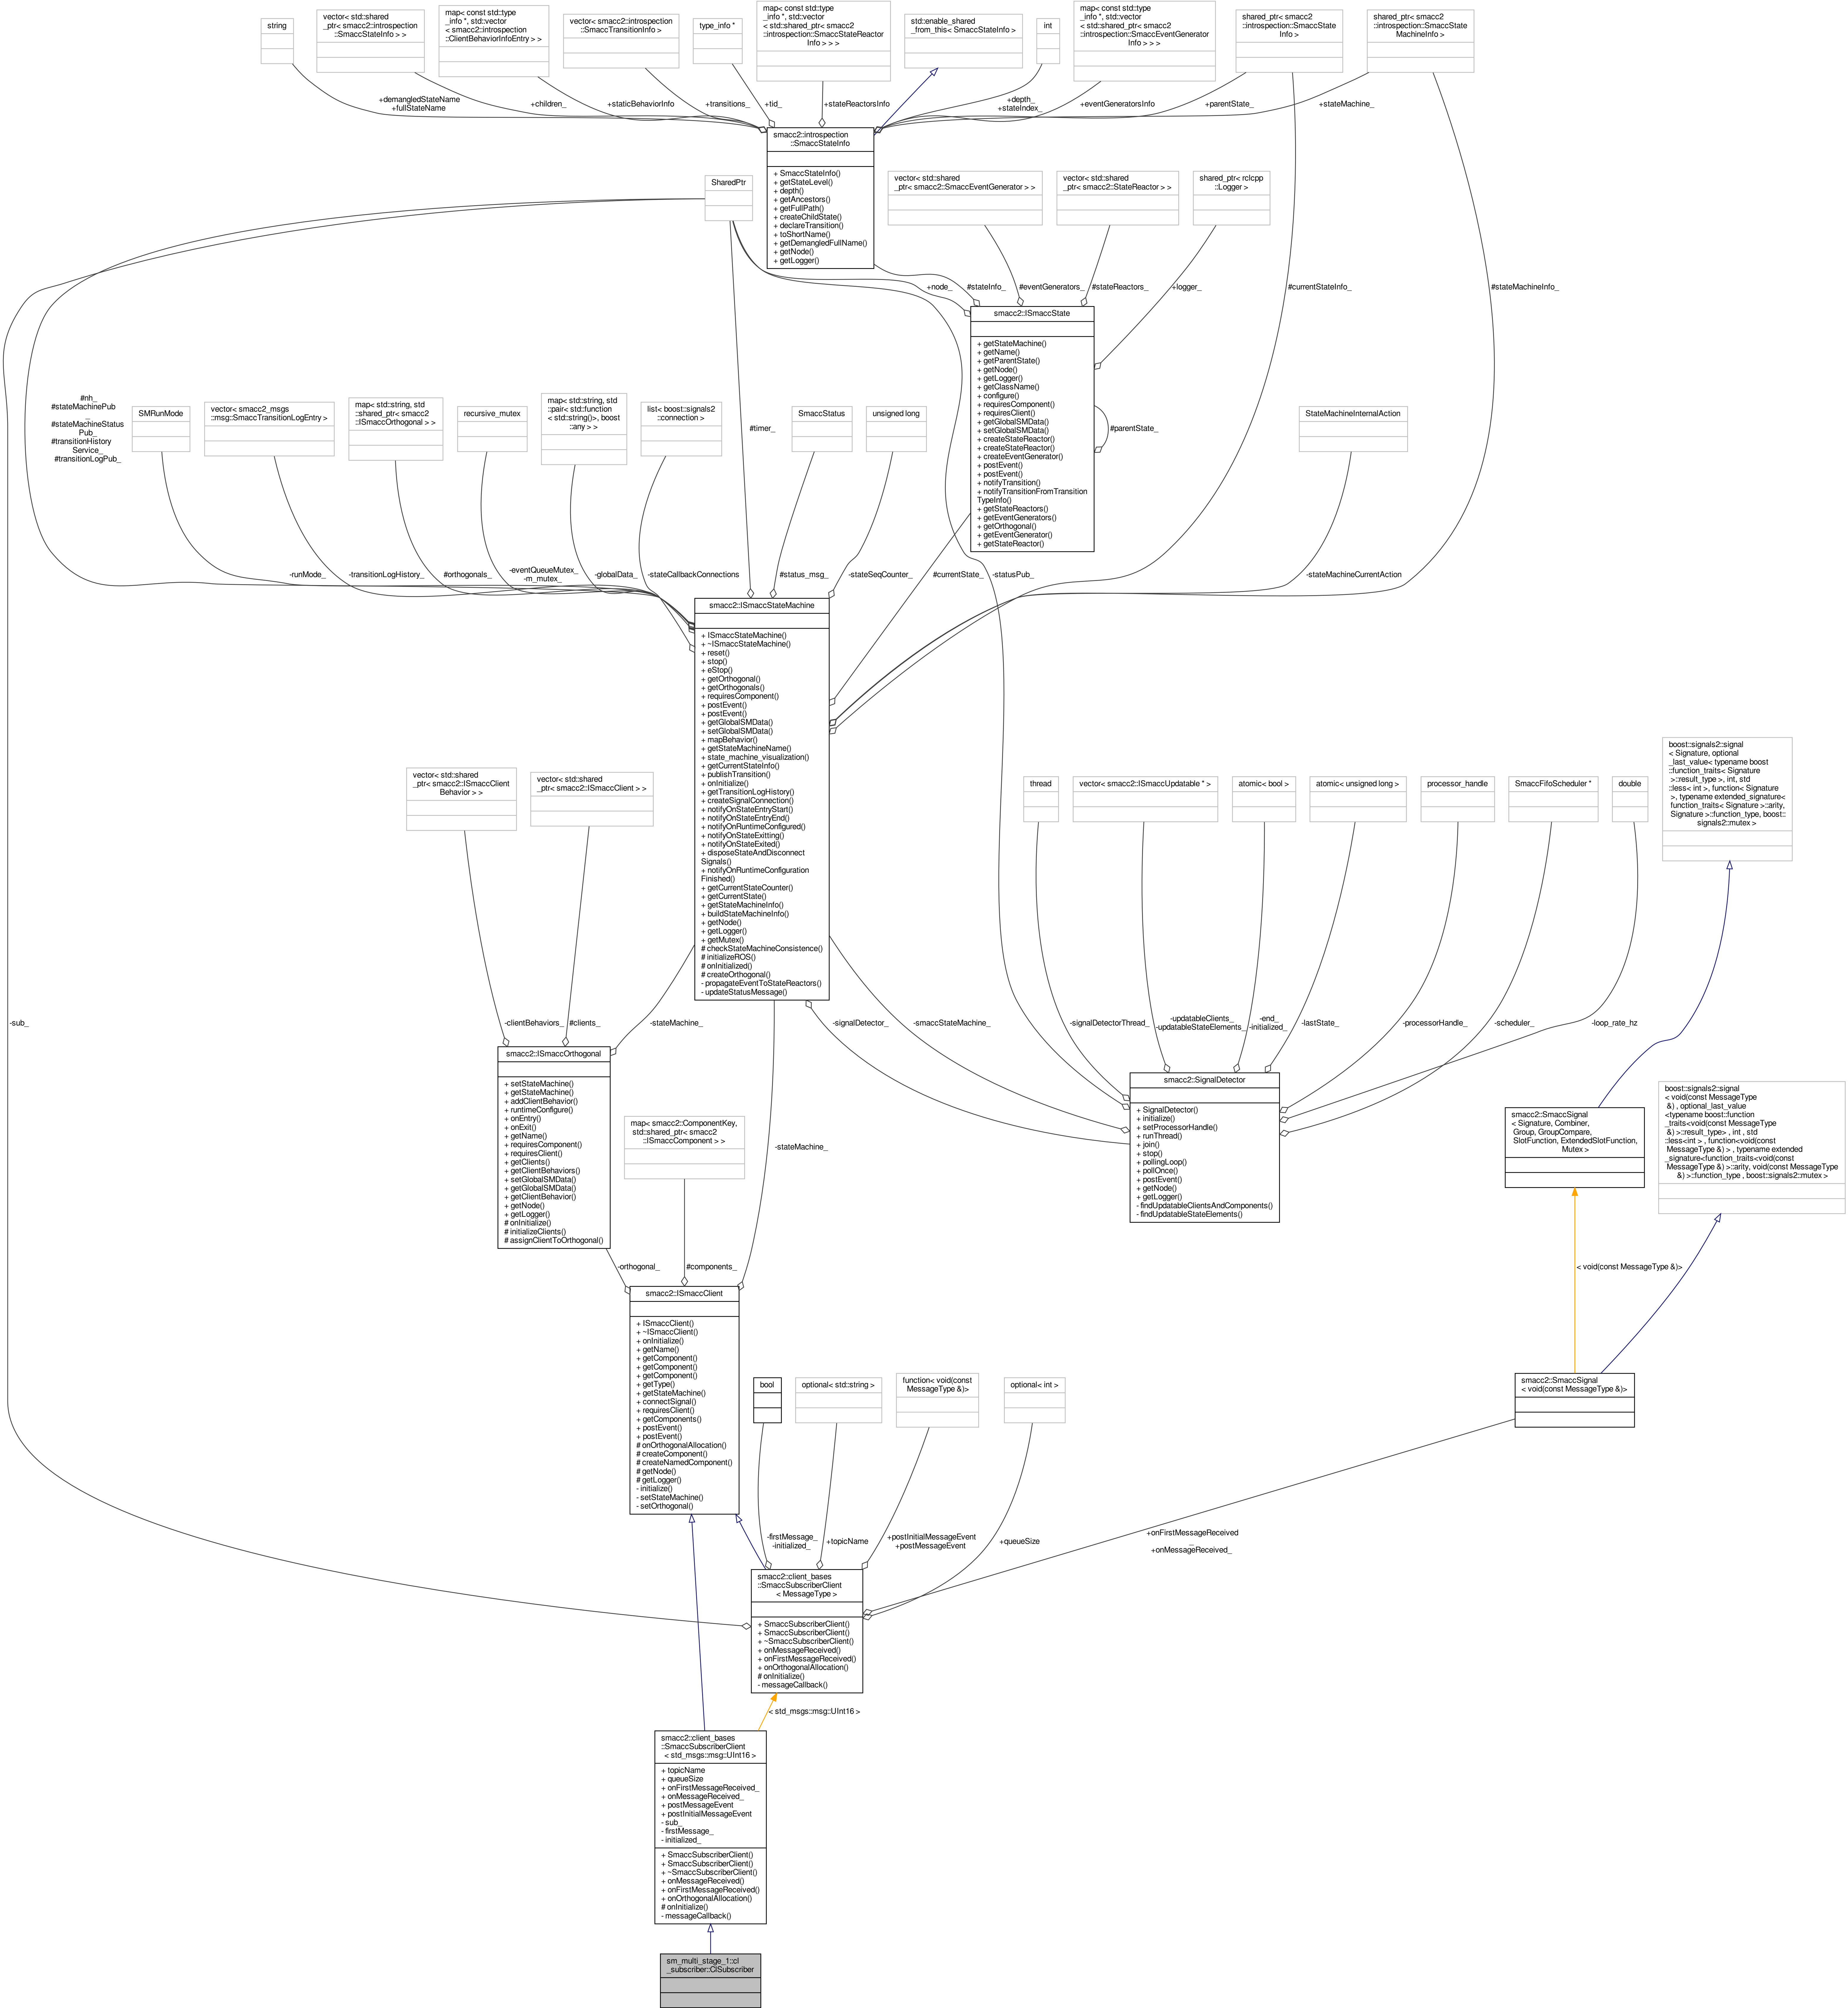 string
vector< std::shared
_ptr< smacc2::introspection
::SmaccStateInfo > >
map< const std::type
_info *, std::vector
< smacc2::introspection
::ClientBehaviorInfoEntry > >
vector< smacc2::introspection
::SmaccTransitionInfo >
type_info *
map< const std::type
_info *, std::vector
< std::shared_ptr< smacc2
::introspection::SmaccStateReactor
Info > > >
std::enable_shared
_from_this< SmaccStateInfo >
int
map< const std::type
_info *, std::vector
< std::shared_ptr< smacc2
::introspection::SmaccEventGenerator
Info > > >
shared_ptr< smacc2
::introspection::SmaccState
Info >
shared_ptr< smacc2
::introspection::SmaccState
MachineInfo >
+demangledStateName
+fullStateName
+children_
+staticBehaviorInfo
+transitions_
+tid_
+stateReactorsInfo
+depth_
+stateIndex_
+eventGeneratorsInfo
+parentState_
+stateMachine_
smacc2::introspection
::SmaccStateInfo
+ SmaccStateInfo()
+ getStateLevel()
+ depth()
+ getAncestors()
+ getFullPath()
+ createChildState()
+ declareTransition()
+ toShortName()
+ getDemangledFullName()
+ getNode()
+ getLogger()
SharedPtr
vector< std::shared
_ptr< smacc2::SmaccEventGenerator > >
vector< std::shared
_ptr< smacc2::StateReactor > >
shared_ptr< rclcpp
::Logger >
+node_
#stateInfo_
#eventGenerators_
#stateReactors_
+logger_
#currentStateInfo_
#stateMachineInfo_
smacc2::ISmaccState
+ getStateMachine()
+ getName()
+ getParentState()
+ getNode()
+ getLogger()
+ getClassName()
+ configure()
+ requiresComponent()
+ requiresClient()
+ getGlobalSMData()
+ setGlobalSMData()
+ createStateReactor()
+ createStateReactor()
+ createEventGenerator()
+ postEvent()
+ postEvent()
+ notifyTransition()
+ notifyTransitionFromTransition
TypeInfo()
+ getStateReactors()
+ getEventGenerators()
+ getOrthogonal()
+ getEventGenerator()
+ getStateReactor()
#parentState_
#nh_
#stateMachinePub
_
#stateMachineStatus
Pub_
#transitionHistory
Service_
#transitionLogPub_
SMRunMode
vector< smacc2_msgs
::msg::SmaccTransitionLogEntry >
map< std::string, std
::shared_ptr< smacc2
::ISmaccOrthogonal > >
recursive_mutex
map< std::string, std
::pair< std::function
< std::string()>, boost
::any > >
list< boost::signals2
::connection >
#timer_
SmaccStatus
unsigned long
StateMachineInternalAction
-runMode_
-transitionLogHistory_
#orthogonals_
-eventQueueMutex_
-m_mutex_
-globalData_
-stateCallbackConnections
#status_msg_
-stateSeqCounter_
#currentState_
-statusPub_
-stateMachineCurrentAction
smacc2::ISmaccStateMachine
+ ISmaccStateMachine()
+ ~ISmaccStateMachine()
+ reset()
+ stop()
+ eStop()
+ getOrthogonal()
+ getOrthogonals()
+ requiresComponent()
+ postEvent()
+ postEvent()
+ getGlobalSMData()
+ setGlobalSMData()
+ mapBehavior()
+ getStateMachineName()
+ state_machine_visualization()
+ getCurrentStateInfo()
+ publishTransition()
+ onInitialize()
+ getTransitionLogHistory()
+ createSignalConnection()
+ notifyOnStateEntryStart()
+ notifyOnStateEntryEnd()
+ notifyOnRuntimeConfigured()
+ notifyOnStateExitting()
+ notifyOnStateExited()
+ disposeStateAndDisconnect
Signals()
+ notifyOnRuntimeConfiguration
Finished()
+ getCurrentStateCounter()
+ getCurrentState()
+ getStateMachineInfo()
+ buildStateMachineInfo()
+ getNode()
+ getLogger()
+ getMutex()
# checkStateMachineConsistence()
# initializeROS()
# onInitialized()
# createOrthogonal()
- propagateEventToStateReactors()
- updateStatusMessage()
vector< std::shared
_ptr< smacc2::ISmaccClient
Behavior > >
vector< std::shared
_ptr< smacc2::ISmaccClient > >
thread
vector< smacc2::ISmaccUpdatable * >
atomic< bool >
atomic< unsigned long >
processor_handle
SmaccFifoScheduler *
double
boost::signals2::signal
< Signature, optional
_last_value< typename boost
::function_traits< Signature
>::result_type >, int, std
::less< int >, function< Signature
>, typename extended_signature<
function_traits< Signature >::arity,
Signature >::function_type, boost::
signals2::mutex >
-sub_
-clientBehaviors_
#clients_
-stateMachine_
-signalDetector_
-smaccStateMachine_
-signalDetectorThread_
-updatableClients_
-updatableStateElements_
-end_
-initialized_
-lastState_
-processorHandle_
-scheduler_
-loop_rate_hz
smacc2::ISmaccOrthogonal
+ setStateMachine()
+ getStateMachine()
+ addClientBehavior()
+ runtimeConfigure()
+ onEntry()
+ onExit()
+ getName()
+ requiresComponent()
+ requiresClient()
+ getClients()
+ getClientBehaviors()
+ setGlobalSMData()
+ getGlobalSMData()
+ getClientBehavior()
+ getNode()
+ getLogger()
# onInitialize()
# initializeClients()
# assignClientToOrthogonal()
smacc2::SignalDetector
+ SignalDetector()
+ initialize()
+ setProcessorHandle()
+ runThread()
+ join()
+ stop()
+ pollingLoop()
+ pollOnce()
+ postEvent()
+ getNode()
+ getLogger()
- findUpdatableClientsAndComponents()
- findUpdatableStateElements()
map< smacc2::ComponentKey,
std::shared_ptr< smacc2
::ISmaccComponent > >
-stateMachine_
smacc2::SmaccSignal
< Signature, Combiner,
Group, GroupCompare,
SlotFunction, ExtendedSlotFunction,
Mutex >
boost::signals2::signal
< void(const MessageType
&) , optional_last_value
<typename boost::function
_traits<void(const MessageType
&) >::result_type> , int , std
::less<int > , function<void(const
MessageType &) > , typename extended
_signature<function_traits<void(const
MessageType &) >::arity, void(const MessageType
&) >::function_type , boost::signals2::mutex >
-orthogonal_
#components_
< void(const MessageType &)>
smacc2::ISmaccClient
+ ISmaccClient()
+ ~ISmaccClient()
+ onInitialize()
+ getName()
+ getComponent()
+ getComponent()
+ getComponent()
+ getType()
+ getStateMachine()
+ connectSignal()
+ requiresClient()
+ getComponents()
+ postEvent()
+ postEvent()
# onOrthogonalAllocation()
# createComponent()
# createNamedComponent()
# getNode()
# getLogger()
- initialize()
- setStateMachine()
- setOrthogonal()
bool
optional< std::string >
function< void(const
MessageType &)>
optional< int >
smacc2::SmaccSignal
< void(const MessageType &)>
-firstMessage_
-initialized_
+topicName
+postInitialMessageEvent
+postMessageEvent
+queueSize
+onFirstMessageReceived
_
+onMessageReceived_
smacc2::client_bases
::SmaccSubscriberClient
< MessageType >
+ SmaccSubscriberClient()
+ SmaccSubscriberClient()
+ ~SmaccSubscriberClient()
+ onMessageReceived()
+ onFirstMessageReceived()
+ onOrthogonalAllocation()
# onInitialize()
- messageCallback()
< std_msgs::msg::UInt16 >
smacc2::client_bases
::SmaccSubscriberClient
< std_msgs::msg::UInt16 >
+ topicName
+ queueSize
+ onFirstMessageReceived_
+ onMessageReceived_
+ postMessageEvent
+ postInitialMessageEvent
- sub_
- firstMessage_
- initialized_
+ SmaccSubscriberClient()
+ SmaccSubscriberClient()
+ ~SmaccSubscriberClient()
+ onMessageReceived()
+ onFirstMessageReceived()
+ onOrthogonalAllocation()
# onInitialize()
- messageCallback()
sm_multi_stage_1::cl
_subscriber::ClSubscriber